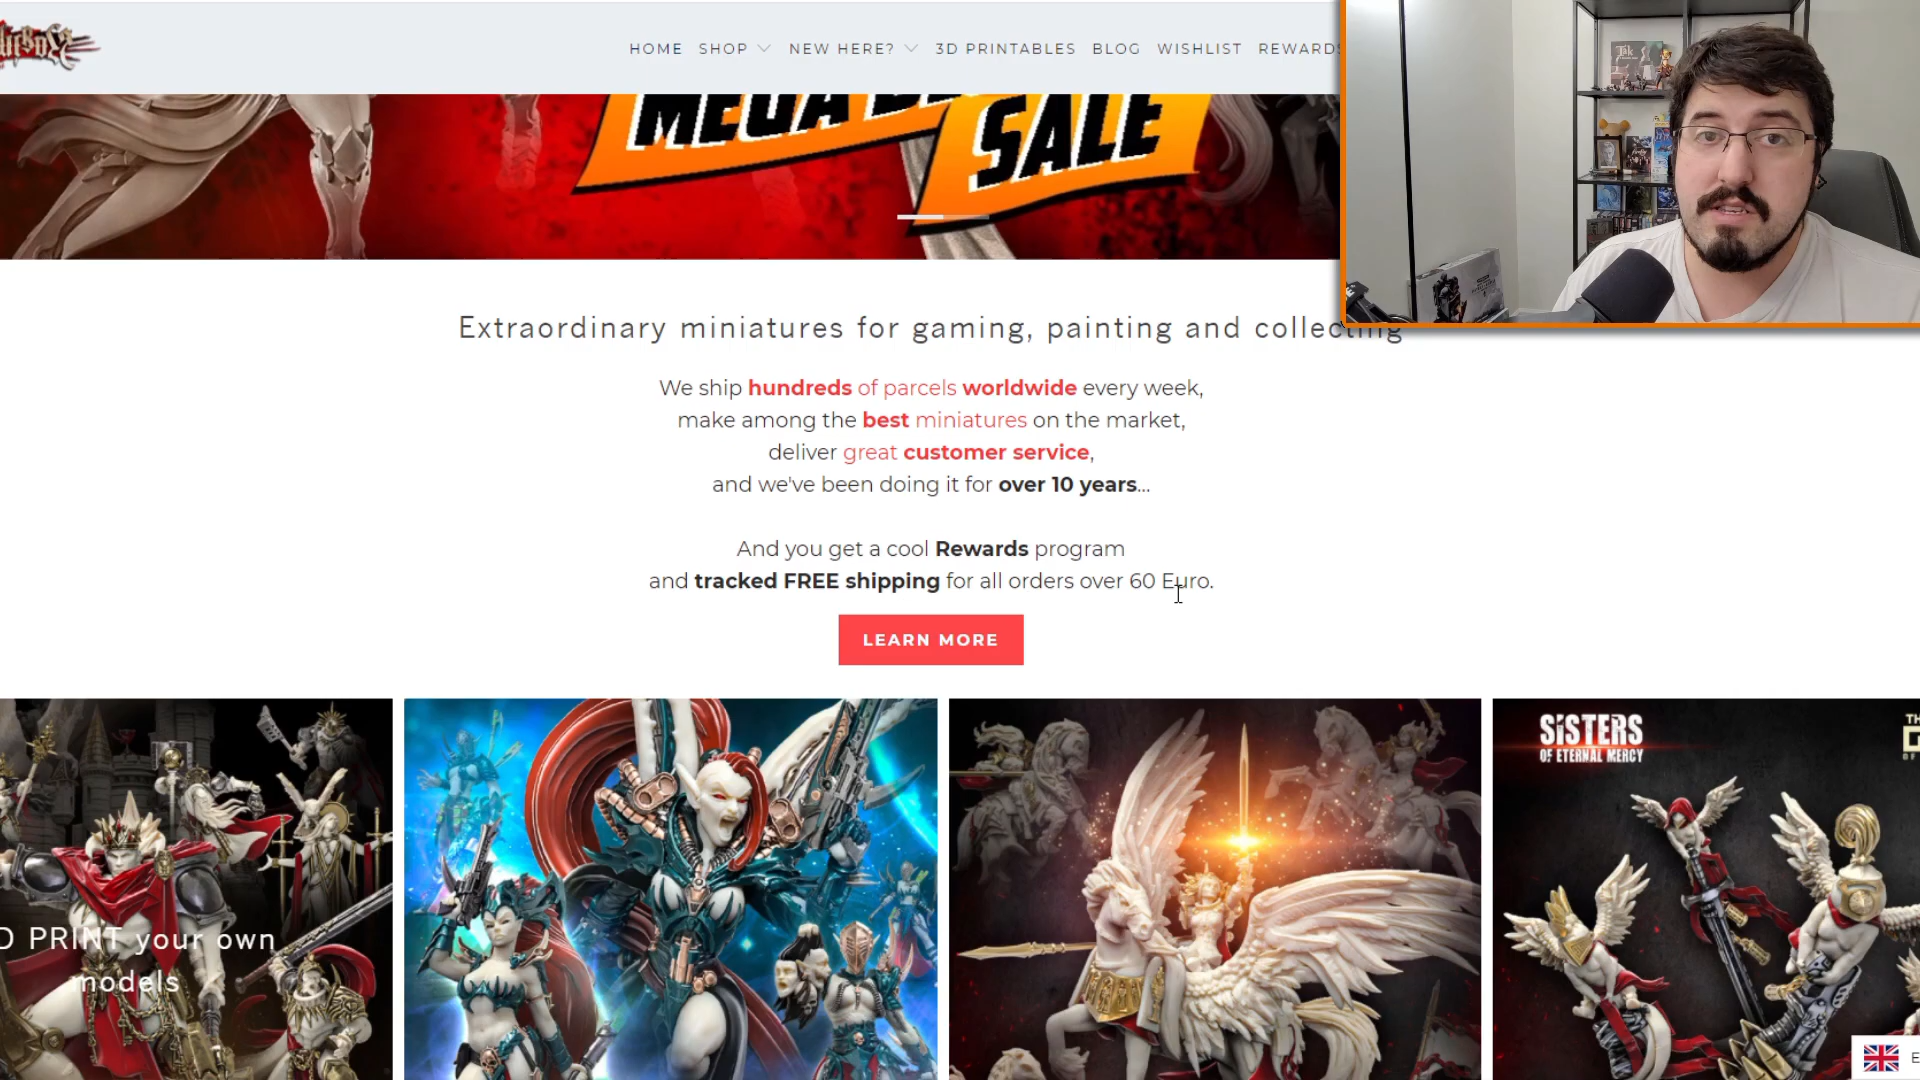 HOME SHOP NEW HERE? 3D PRINTABLES BLOG WISHLIST REWARDS
MEGA
SALE
Extraordinary miniatures for gaming, painting and collecting
We ship hundreds of parcels worldwide every week,
make among the best miniatures on the market,
deliver great customer service,
and we've been doing it for over 10 years...
And you get a cool Rewards program
and tracked FREE shipping for all orders over 60 Euro.
LEARN MORE
D PRINT your own
models
SiSTERS
OF ETERNAL MERCY
TH
G
OF
E